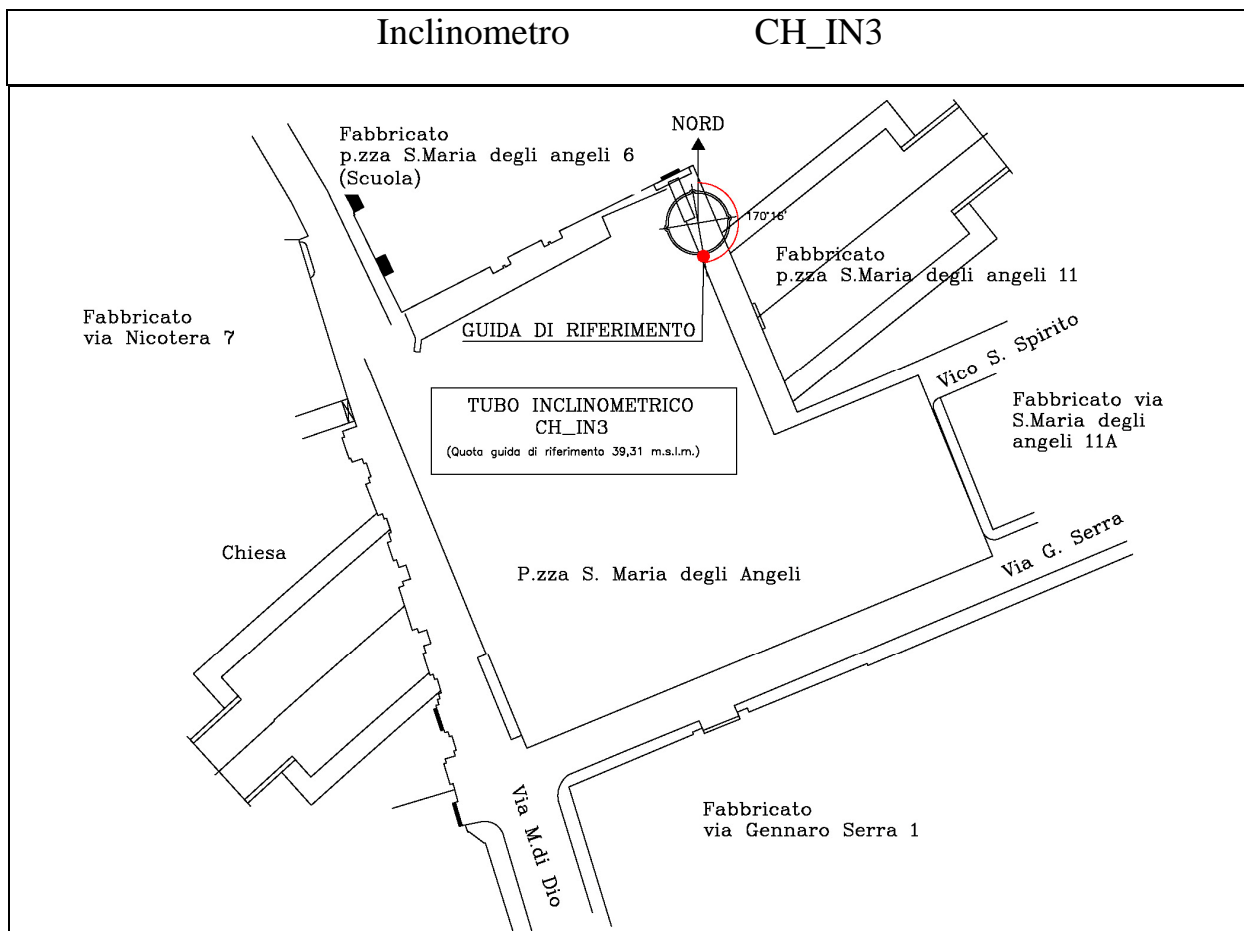 Inclinometro CH_IN3
NORD
Fabbricato
p.zza S.Maria degli angeli 6
(Scuola)
170°16'
Fabbricato
p.zza S.Maria degli angeli 11
Fabbricato
via Nicotera 7
GUIDA DI RIFERIMENTO
Vico S. Spirito
TUBO INCLINOMETRICO
CH_IN3
(Quota guida di riferimento 39,31 m.s.l.m.)
Fabbricato via
S.Maria degli
angeli 11A
Chiesa
P.zza S. Maria degli Angeli
Via G. Serra
Via M.di Dio
Fabbricato
via Gennaro Serra 1